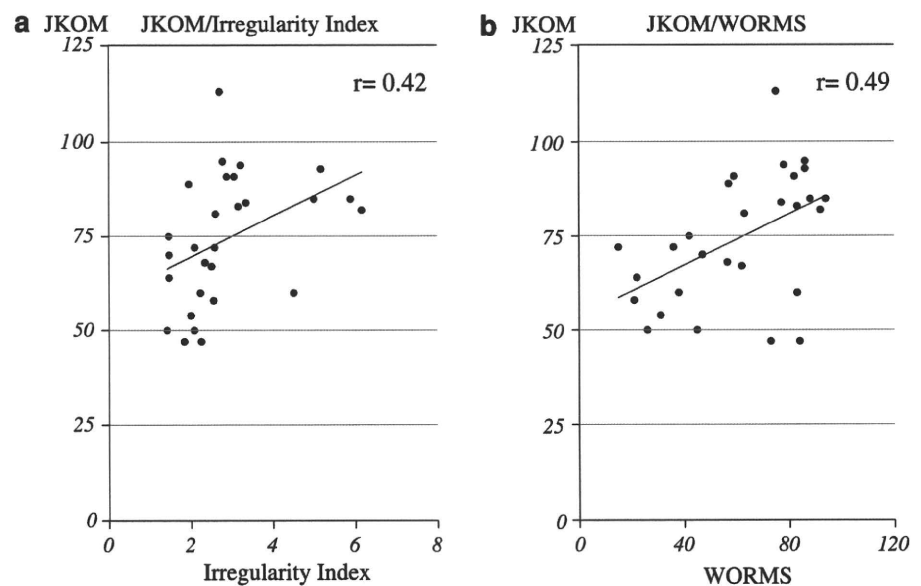 a JKOM JKOM/Irregularity Index
125
r= 0.42
100
75
50
25
0
0 2 4 6 8
Irregularity Index
b JKOM JKOM/WORMS
125
r= 0.49
100
75
50
25
0
0 40 80 120
WORMS